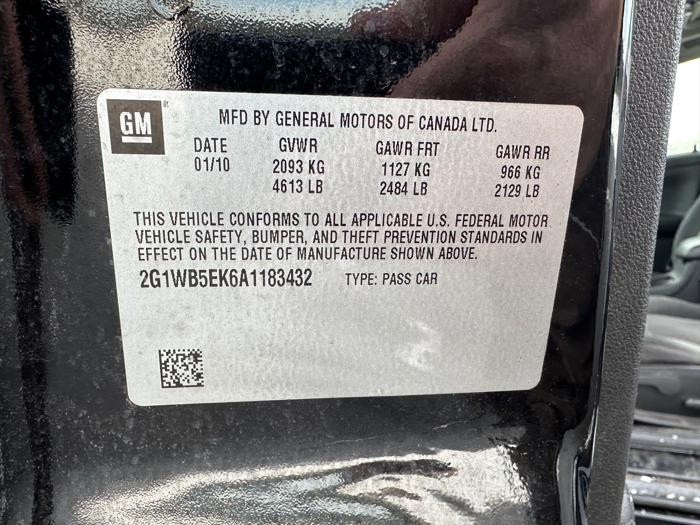 GM
MFD BY GENERAL MOTORS OF CANADA LTD.
DATE GVWR GAWR FRT GAWR RR
01/10 2093 KG 1127 KG 966 KG
4613 LB 2484 LB 2129 LB
THIS VEHICLE CONFORMS TO ALL APPLICABLE U.S. FEDERAL MOTOR
VEHICLE SAFETY, BUMPER, AND THEFT PREVENTION STANDARDS IN
EFFECT ON THE DATE OF MANUFACTURE SHOWN ABOVE.
2G1WB5EK6A1183432 TYPE: PASS CAR